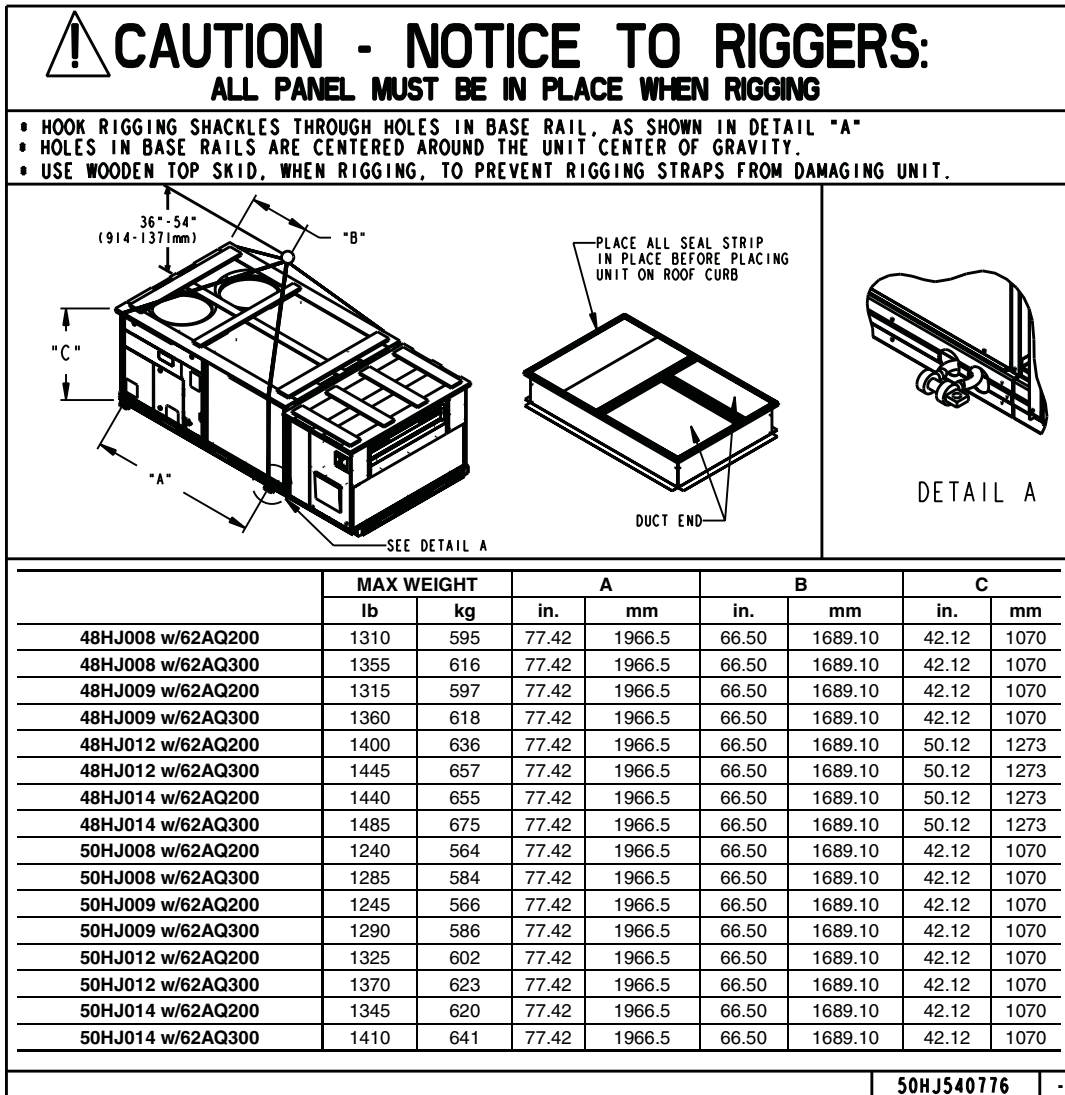 ! CAUTION - NOTICE TO RIGGERS:
ALL PANEL MUST BE IN PLACE WHEN RIGGING
* HOOK RIGGING SHACKLES THROUGH HOLES IN BASE RAIL, AS SHOWN IN DETAIL "A"
* HOLES IN BASE RAILS ARE CENTERED AROUND THE UNIT CENTER OF GRAVITY.
* USE WOODEN TOP SKID, WHEN RIGGING, TO PREVENT RIGGING STRAPS FROM DAMAGING UNIT.
36"-54"
(914-1371mm)
"B"
"C"
"A"
SEE DETAIL A
PLACE ALL SEAL STRIP
IN PLACE BEFORE PLACING
UNIT ON ROOF CURB
DUCT END
DETAIL A
MAX WEIGHT A B C
lb kg in. mm in. mm in. mm
48HJ008 w/62AQ200 1310 595 77.42 1966.5 66.50 1689.10 42.12 1070
48HJ008 w/62AQ300 1355 616 77.42 1966.5 66.50 1689.10 42.12 1070
48HJ009 w/62AQ200 1315 597 77.42 1966.5 66.50 1689.10 42.12 1070
48HJ009 w/62AQ300 1360 618 77.42 1966.5 66.50 1689.10 42.12 1070
48HJ012 w/62AQ200 1400 636 77.42 1966.5 66.50 1689.10 50.12 1273
48HJ012 w/62AQ300 1445 657 77.42 1966.5 66.50 1689.10 50.12 1273
48HJ014 w/62AQ200 1440 655 77.42 1966.5 66.50 1689.10 50.12 1273
48HJ014 w/62AQ300 1485 675 77.42 1966.5 66.50 1689.10 50.12 1273
50HJ008 w/62AQ200 1240 564 77.42 1966.5 66.50 1689.10 42.12 1070
50HJ008 w/62AQ300 1285 584 77.42 1966.5 66.50 1689.10 42.12 1070
50HJ009 w/62AQ200 1245 566 77.42 1966.5 66.50 1689.10 42.12 1070
50HJ009 w/62AQ300 1290 586 77.42 1966.5 66.50 1689.10 42.12 1070
50HJ012 w/62AQ200 1325 602 77.42 1966.5 66.50 1689.10 42.12 1070
50HJ012 w/62AQ300 1370 623 77.42 1966.5 66.50 1689.10 42.12 1070
50HJ014 w/62AQ200 1345 620 77.42 1966.5 66.50 1689.10 42.12 1070
50HJ014 w/62AQ300 1410 641 77.42 1966.5 66.50 1689.10 42.12 1070
50HJ540776 -